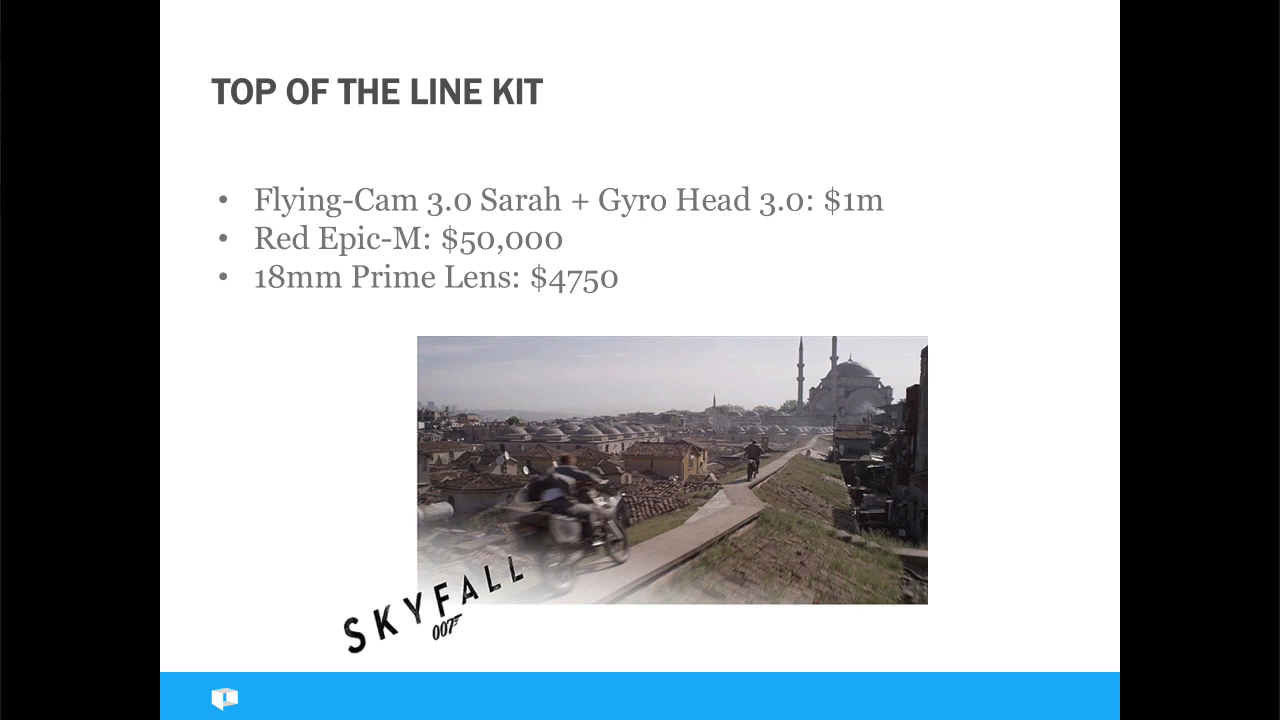 TOP OF THE LINE KIT
• Flying-Cam 3.0 Sarah + Gyro Head 3.0: $1m
• Red Epic-M: $50,000
• 18mm Prime Lens: $4750
SKYFALL
007